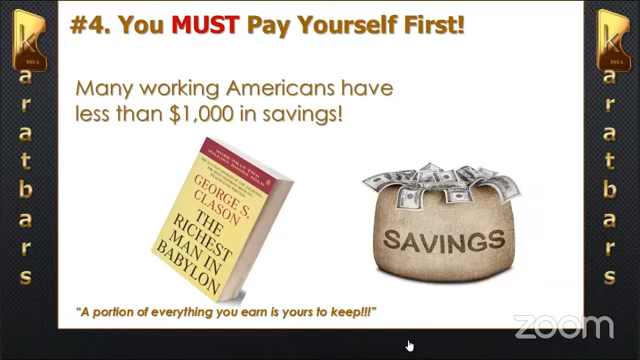 #4. You MUST Pay Yourself First!
Many working Americans have
less than $1,000 in savings!
GEORGE S.
CLASON
THE
RICHEST
MAN IN
BABYLON
SAVINGS
"A portion of everything you earn is yours to keep!!!"
karatbars
karatbars
zoom